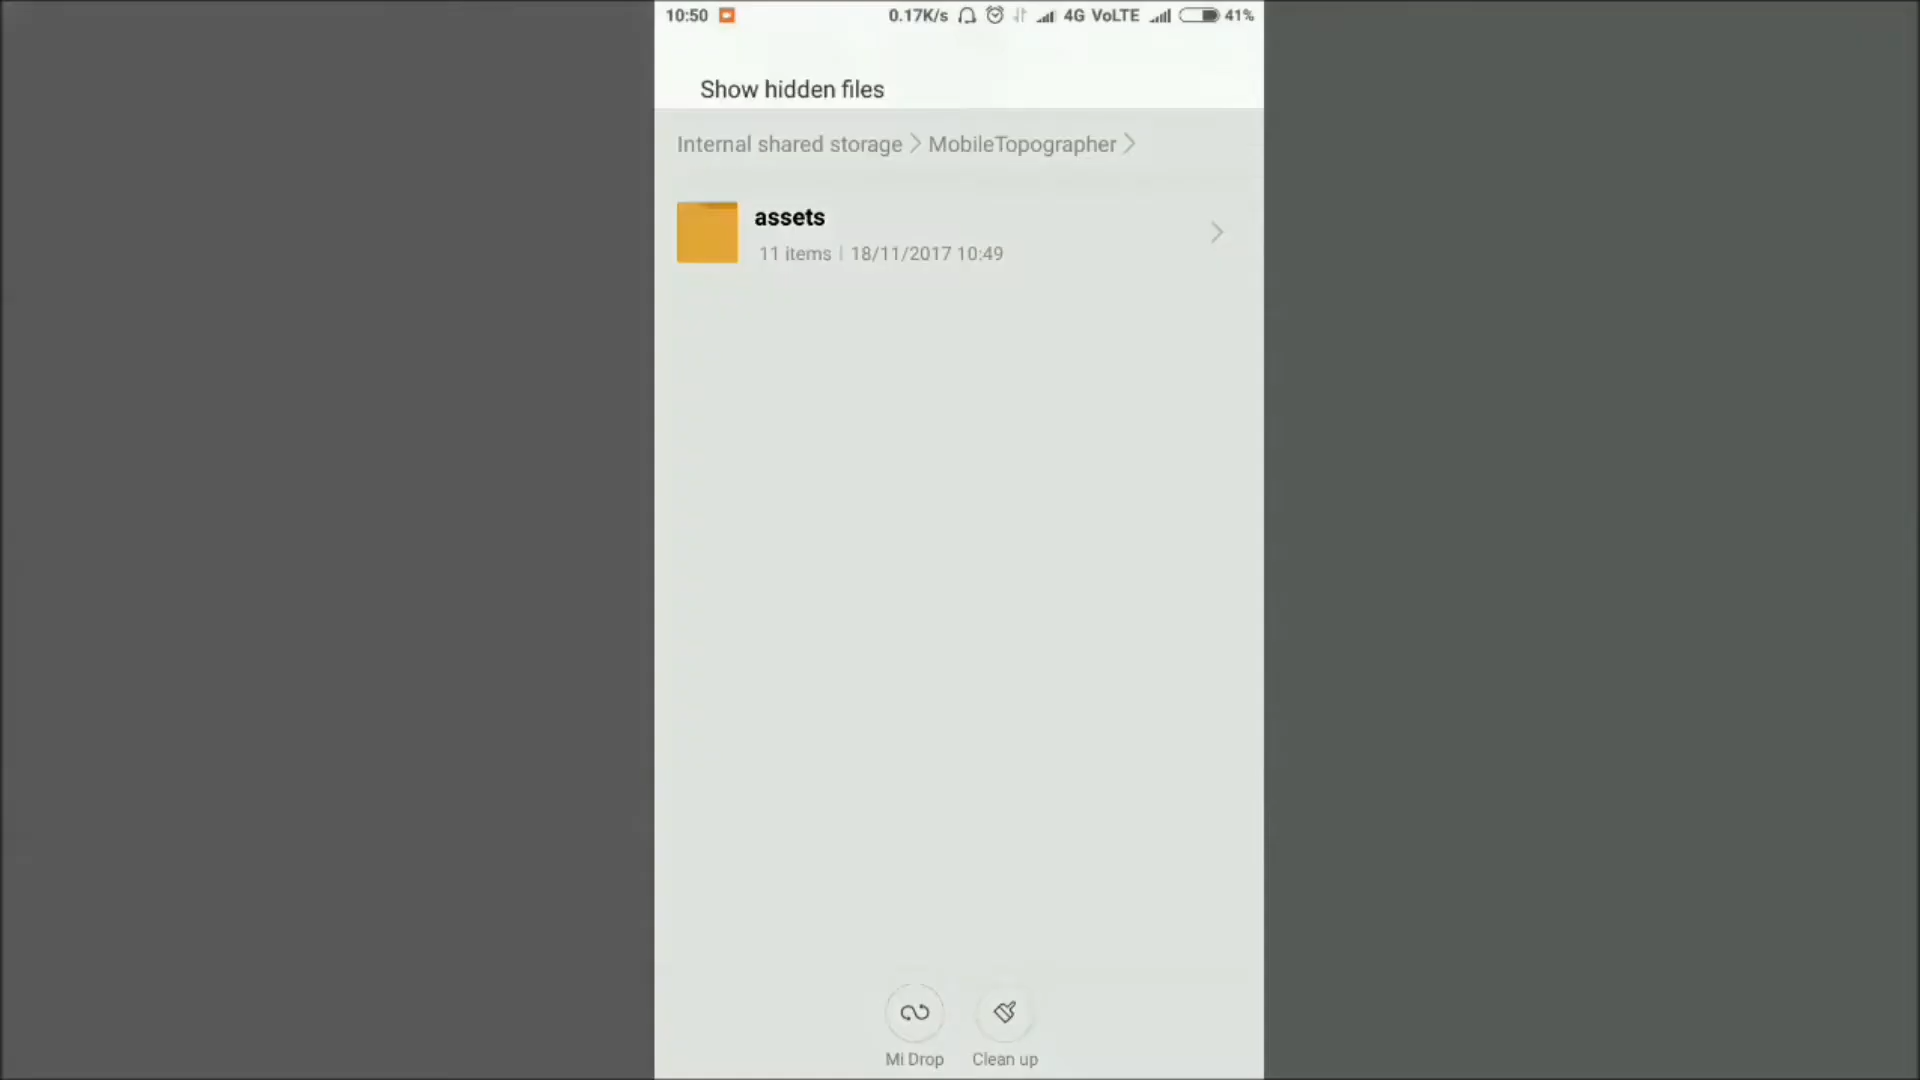 10:50 0.17K/s 4G VoLTE 41%
Show hidden files
Internal shared storage > MobileTopographer >
assets
11 items | 18/11/2017 10:49
Mi Drop Clean up